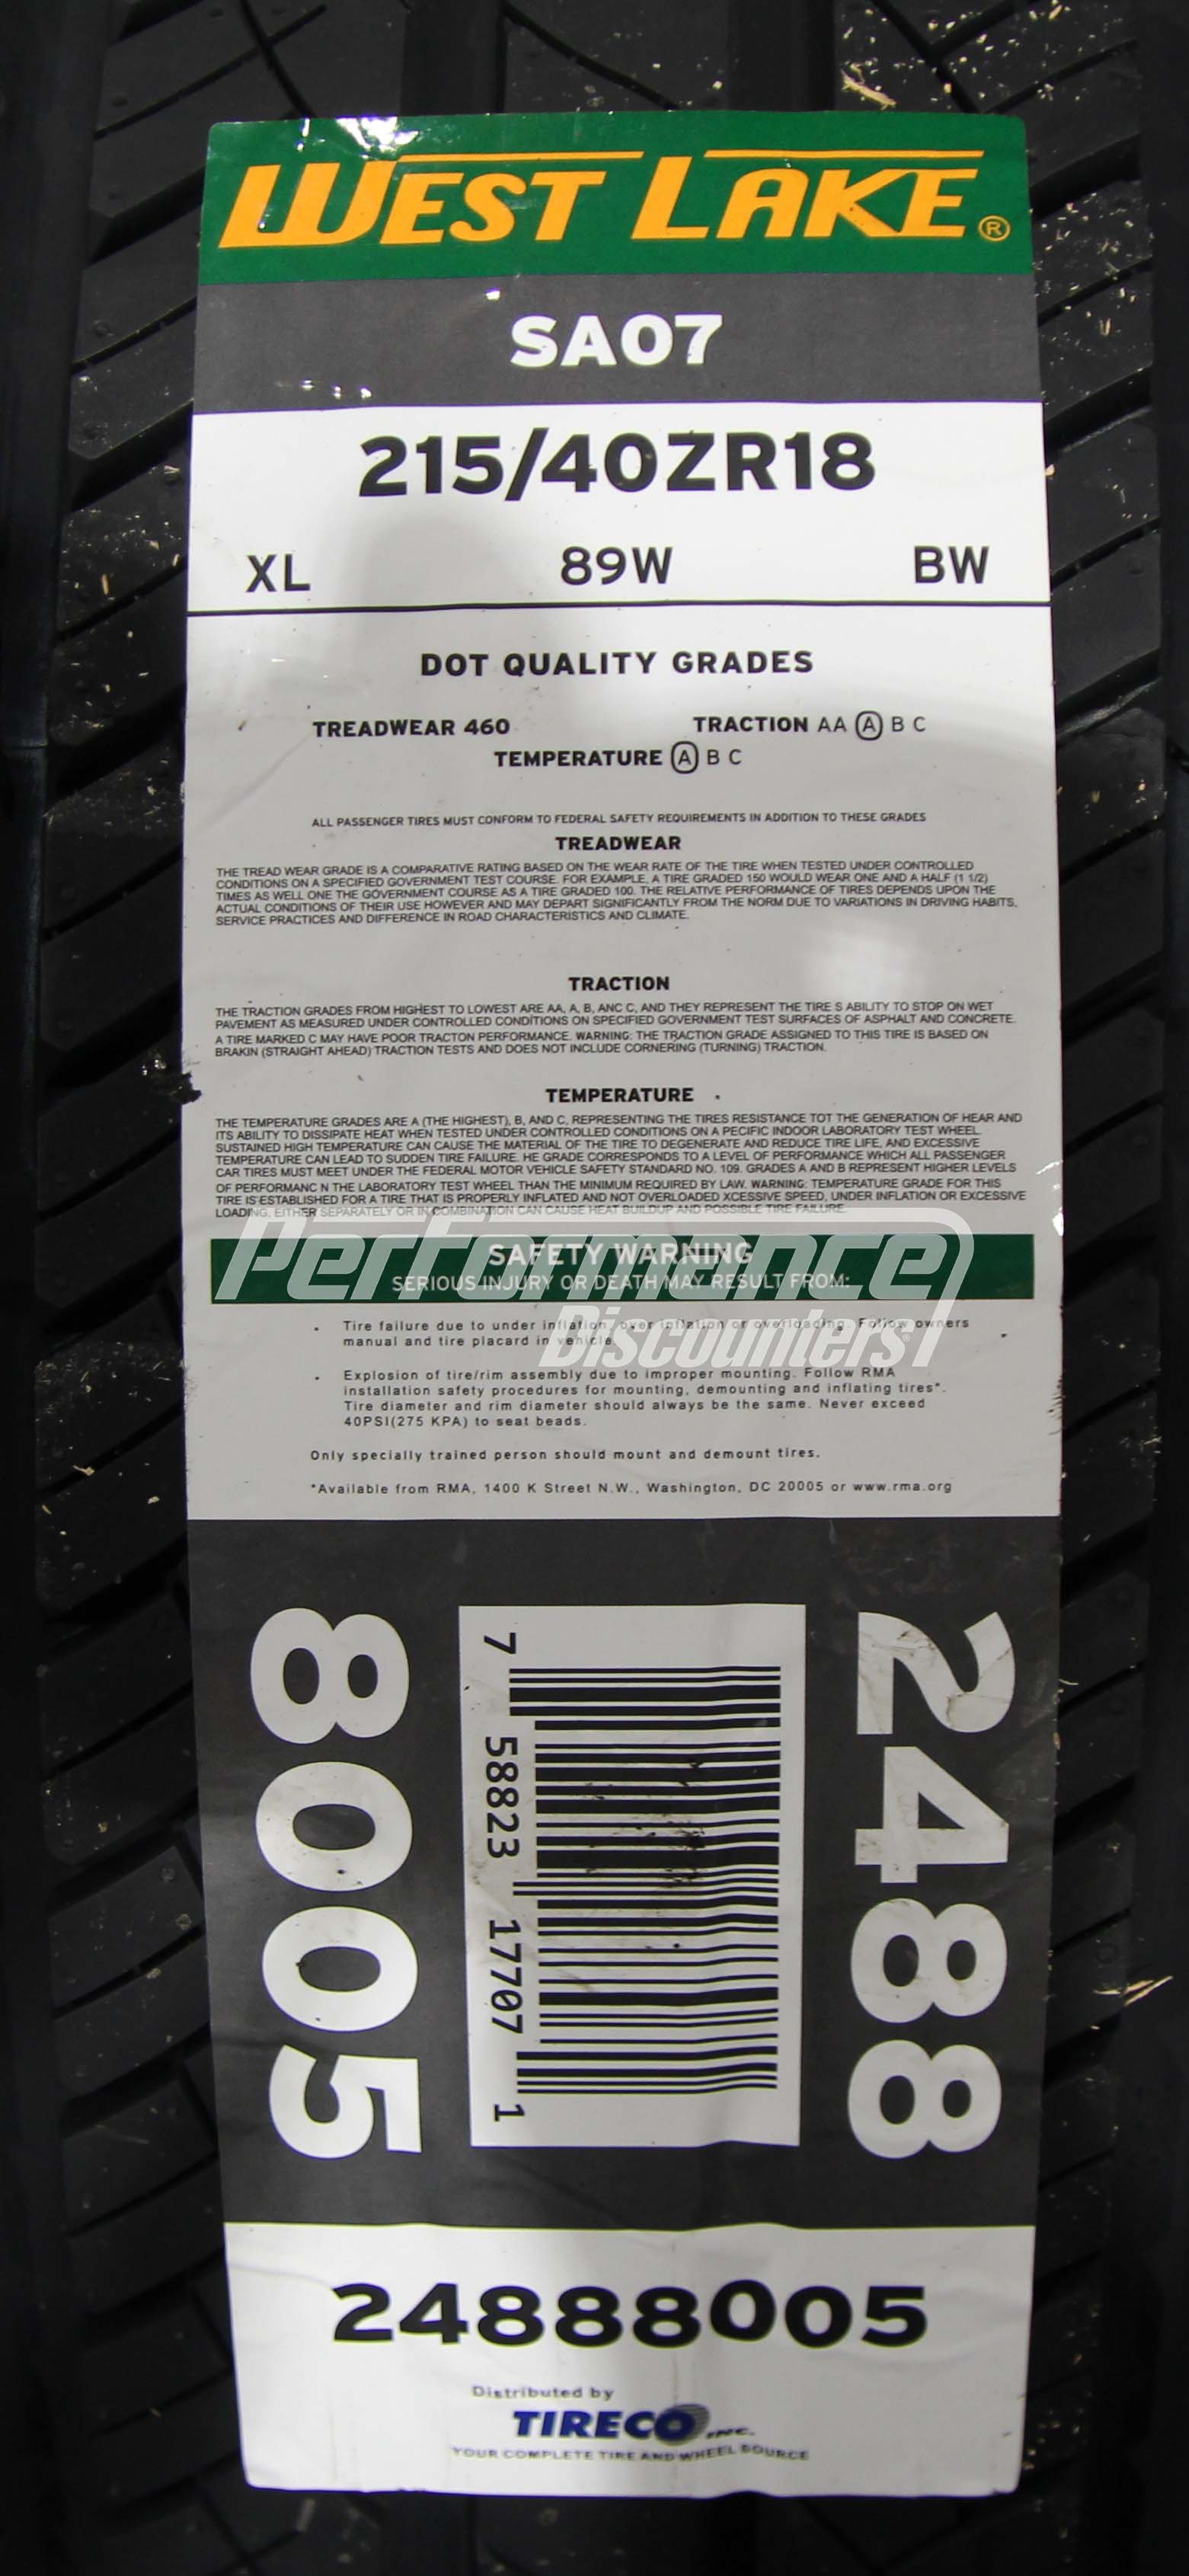 WEST LAKE®
SA07
215/40ZR18
XL 89W BW
DOT QUALITY GRADES
TREADWEAR 460 TRACTION AA A B C
TEMPERATURE A B C
ALL PASSENGER TIRES MUST CONFORM TO FEDERAL SAFETY REQUIREMENTS IN ADDITION TO THESE GRADES
TREADWEAR
THE TREAD WEAR GRADE IS A COMPARATIVE RATING BASED ON THE WEAR RATE OF THE TIRE WHEN TESTED UNDER CONTROLLED
CONDITIONS ON A SPECIFIED GOVERNMENT TEST COURSE. FOR EXAMPLE, A TIRE GRADED 150 WOULD WEAR ONE AND A HALF (1 1/2)
TIMES AS WELL ONE THE GOVERNMENT COURSE AS A TIRE GRADED 100. THE RELATIVE PERFORMANCE OF TIRES DEPENDS UPON THE
ACTUAL CONDITIONS OF THEIR USE HOWEVER AND MAY DEPART SIGNIFICANTLY FROM THE NORM DUE TO VARIATIONS IN DRIVING HABITS,
SERVICE PRACTICES AND DIFFERENCE IN ROAD CHARACTERISTICS AND CLIMATE.
TRACTION
THE TRACTION GRADES FROM HIGHEST TO LOWEST ARE AA, A, B, ANC C, AND THEY REPRESENT THE TIRE S ABILITY TO STOP ON WET
PAVEMENT AS MEASURED UNDER CONTROLLED CONDITIONS ON SPECIFIED GOVERNMENT TEST SURFACES OF ASPHALT AND CONCRETE.
A TIRE MARKED C MAY HAVE POOR TRACTON PERFORMANCE. WARNING: THE TRACTION GRADE ASSIGNED TO THIS TIRE IS BASED ON
BRAKIN (STRAIGHT AHEAD) TRACTION TESTS AND DOES NOT INCLUDE CORNERING (TURNING) TRACTION.
TEMPERATURE
THE TEMPERATURE GRADES ARE A (THE HIGHEST), B, AND C, REPRESENTING THE TIRES RESISTANCE TOT THE GENERATION OF HEAR AND
ITS ABILITY TO DISSIPATE HEAT WHEN TESTED UNDER CONTROLLED CONDITIONS ON A PECIFIC INDOOR LABORATORY TEST WHEEL.
SUSTAINED HIGH TEMPERATURE CAN CAUSE THE MATERIAL OF THE TIRE TO DEGENERATE AND REDUCE TIRE LIFE, AND EXCESSIVE
TEMPERATURE CAN LEAD TO SUDDEN TIRE FAILURE. HE GRADE CORRESPONDS TO A LEVEL OF PERFORMANCE WHICH ALL PASSENGER
CAR TIRES MUST MEET UNDER THE FEDERAL MOTOR VEHICLE SAFETY STANDARD NO. 109. GRADES A AND B REPRESENT HIGHER LEVELS
OF PERFORMANC N THE LABORATORY TEST WHEEL THAN THE MINIMUM REQUIRED BY LAW. WARNING: TEMPERATURE GRADE FOR THIS
TIRE IS ESTABLISHED FOR A TIRE THAT IS PROPERLY INFLATED AND NOT OVERLOADED XCESSIVE SPEED, UNDER INFLATION OR EXCESSIVE
LOADING, EITHER SEPARATELY OR IN COMBINATION CAN CAUSE HEAT BUILDUP AND POSSIBLE TIRE FAILURE.
Performance
Discounters
SAFETY WARNING
SERIOUS INJURY OR DEATH MAY RESULT FROM:
• Tire failure due to under inflation, over inflation or overloading. Follow owners
manual and tire placard in vehicle.
• Explosion of tire/rim assembly due to improper mounting. Follow RMA
installation safety procedures for mounting, demounting and inflating tires*.
Tire diameter and rim diameter should always be the same. Never exceed
40PSI(275 KPA) to seat beads.
Only specially trained person should mount and demount tires.
*Available from RMA, 1400 K Street N.W., Washington, DC 20005 or www.rma.org
2488
7 58823 17707 1
8005
24888005
Distributed by
TIRECO INC.
YOUR COMPLETE TIRE AND WHEEL SOURCE